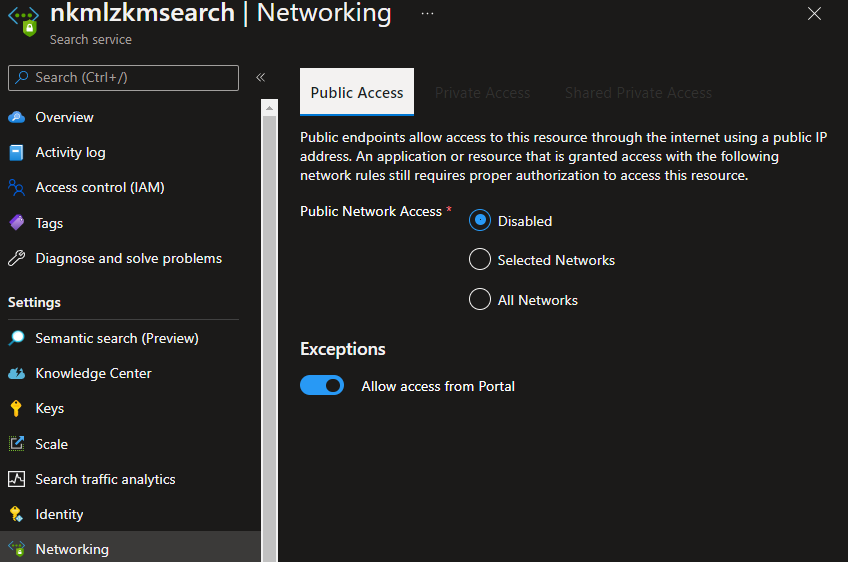 nkmlzkmsearch | Networking ...
Search service
Search (Ctrl+/)
Overview
Activity log
Access control (IAM)
Tags
Diagnose and solve problems
Settings
Semantic search (Preview)
Knowledge Center
Keys
Scale
Search traffic analytics
Identity
Networking
Public Access Private Access Shared Private Access
Public endpoints allow access to this resource through the internet using a public IP
address. An application or resource that is granted access with the following
network rules still requires proper authorization to access this resource.
Public Network Access *
Disabled
Selected Networks
All Networks
Exceptions
Allow access from Portal